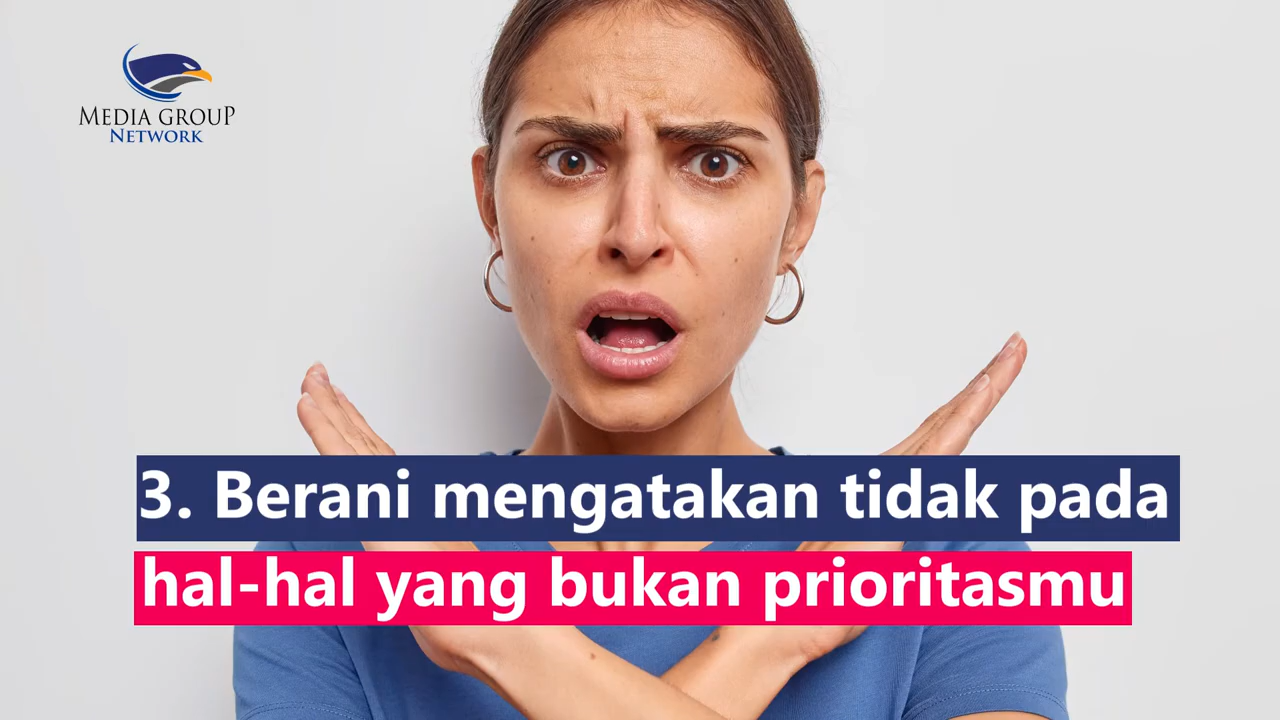 MEDIA GROUP
NETWORK
3. Berani mengatakan tidak pada
hal-hal yang bukan prioritasmu